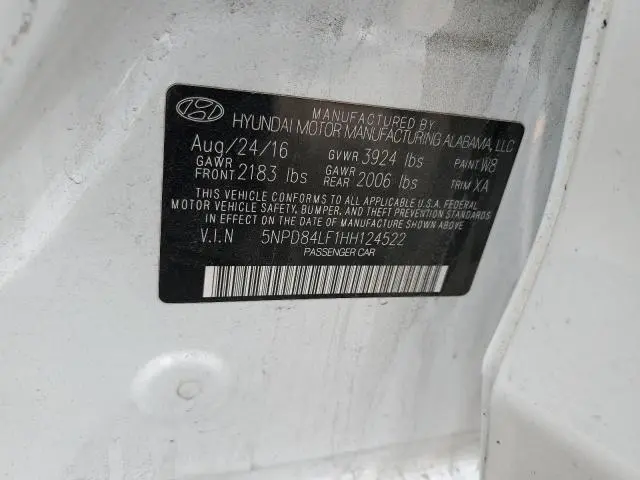 MANUFACTURED BY
HYUNDAI MOTOR MANUFACTURING ALABAMA, LLC
Aug/24/16 GVWR 3924 lbs PAINT W8
GAWR FRONT 2183 lbs GAWR REAR 2006 lbs TRIM XA
THIS VEHICLE CONFORMS TO ALL APPLICABLE U.S.A. FEDERAL
MOTOR VEHICLE SAFETY, BUMPER, AND THEFT PREVENTION STANDARDS
IN EFFECT ON THE DATE OF MANUFACTURE SHOWN ABOVE.
V.I.N 5NPD84LF1HH124522
PASSENGER CAR